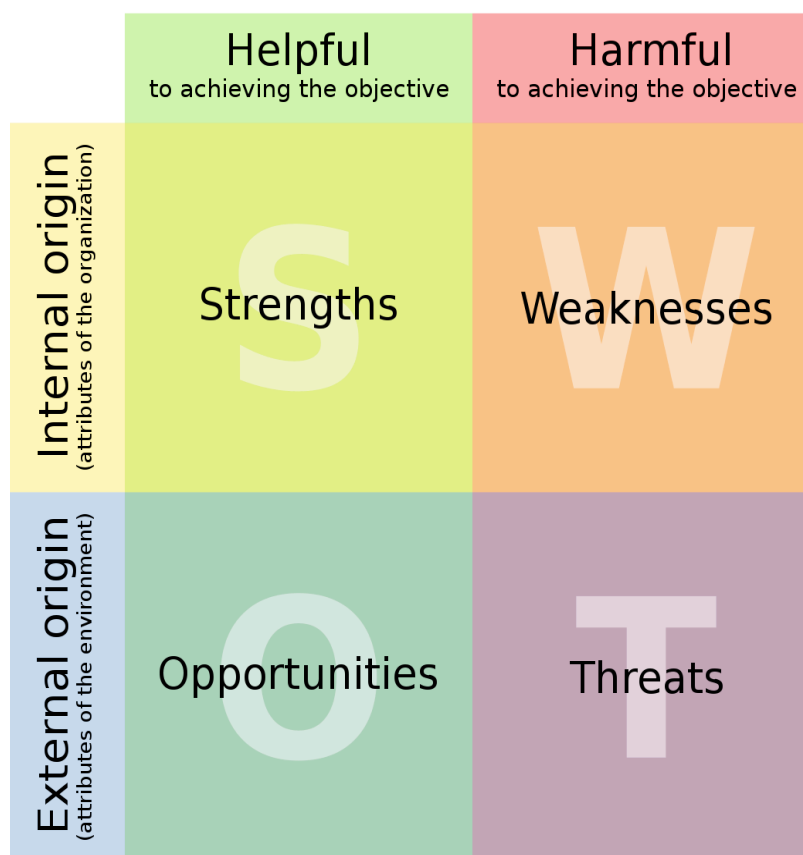 Helpful
to achieving the objective
Harmful
to achieving the objective
Internal origin
(attributes of the organization)
S
Strengths
W
Weaknesses
External origin
(attributes of the environment)
O
Opportunities
T
Threats